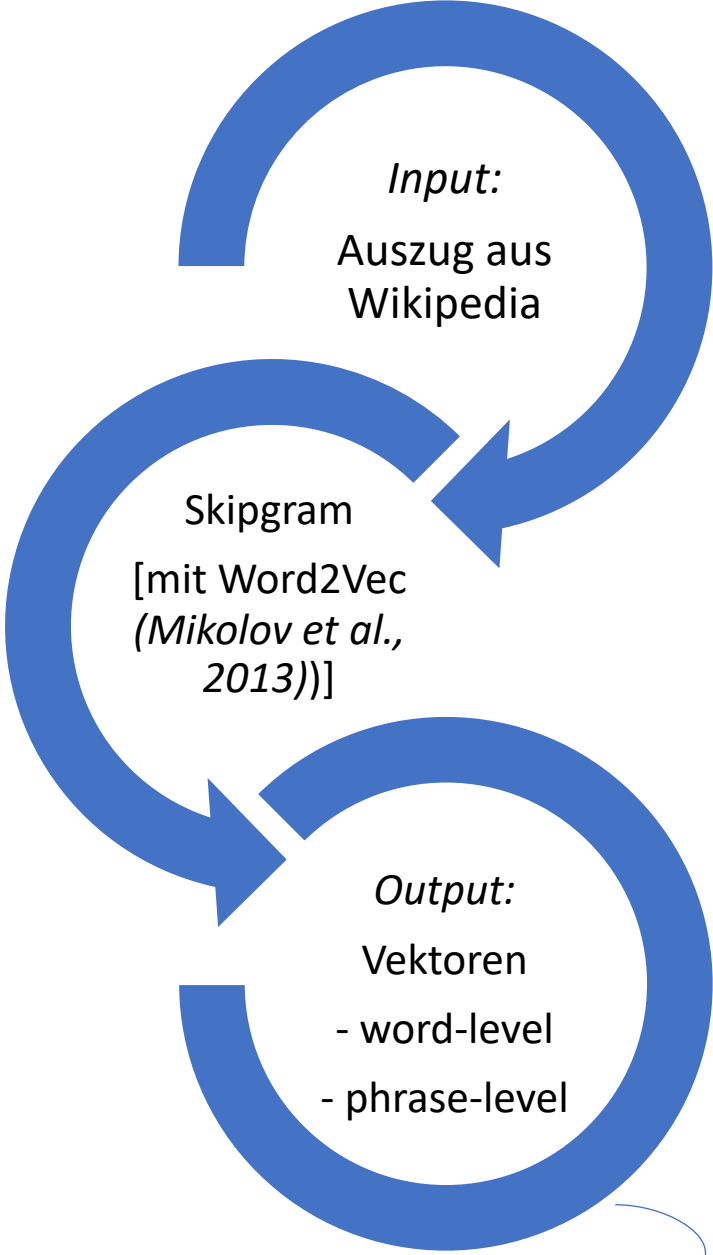 Input:
Auszug aus
Wikipedia
Skipgram
[mit Word2Vec
(Mikolov et al.,
2013))]
Output:
Vektoren
- word-level
- phrase-level